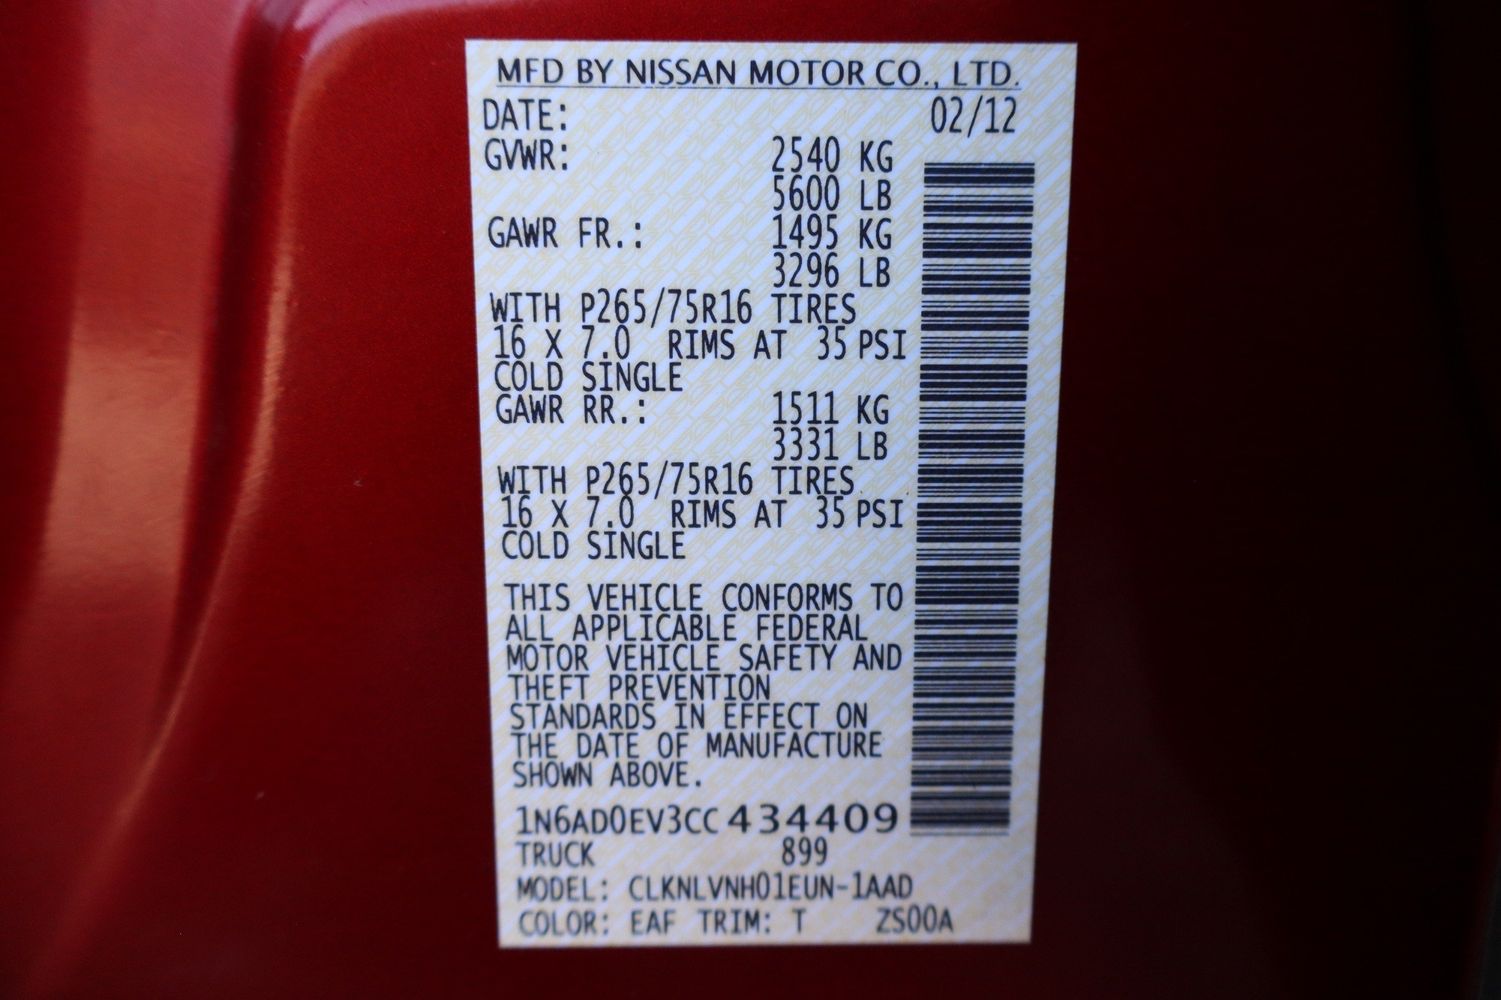 MFD BY NISSAN MOTOR CO., LTD.
DATE: 02/12
GVWR: 2540 KG
5600 LB
GAWR FR.: 1495 KG
3296 LB
WITH P265/75R16 TIRES
16 X 7.0 RIMS AT 35 PSI
COLD SINGLE
GAWR RR.: 1511 KG
3331 LB
WITH P265/75R16 TIRES
16 X 7.0 RIMS AT 35 PSI
COLD SINGLE
THIS VEHICLE CONFORMS TO
ALL APPLICABLE FEDERAL
MOTOR VEHICLE SAFETY AND
THEFT PREVENTION
STANDARDS IN EFFECT ON
THE DATE OF MANUFACTURE
SHOWN ABOVE.
1N6AD0EV3CC434409
TRUCK 899
MODEL: CLKNLVNH01EUN-1AAD
COLOR: EAF TRIM: T ZS00A